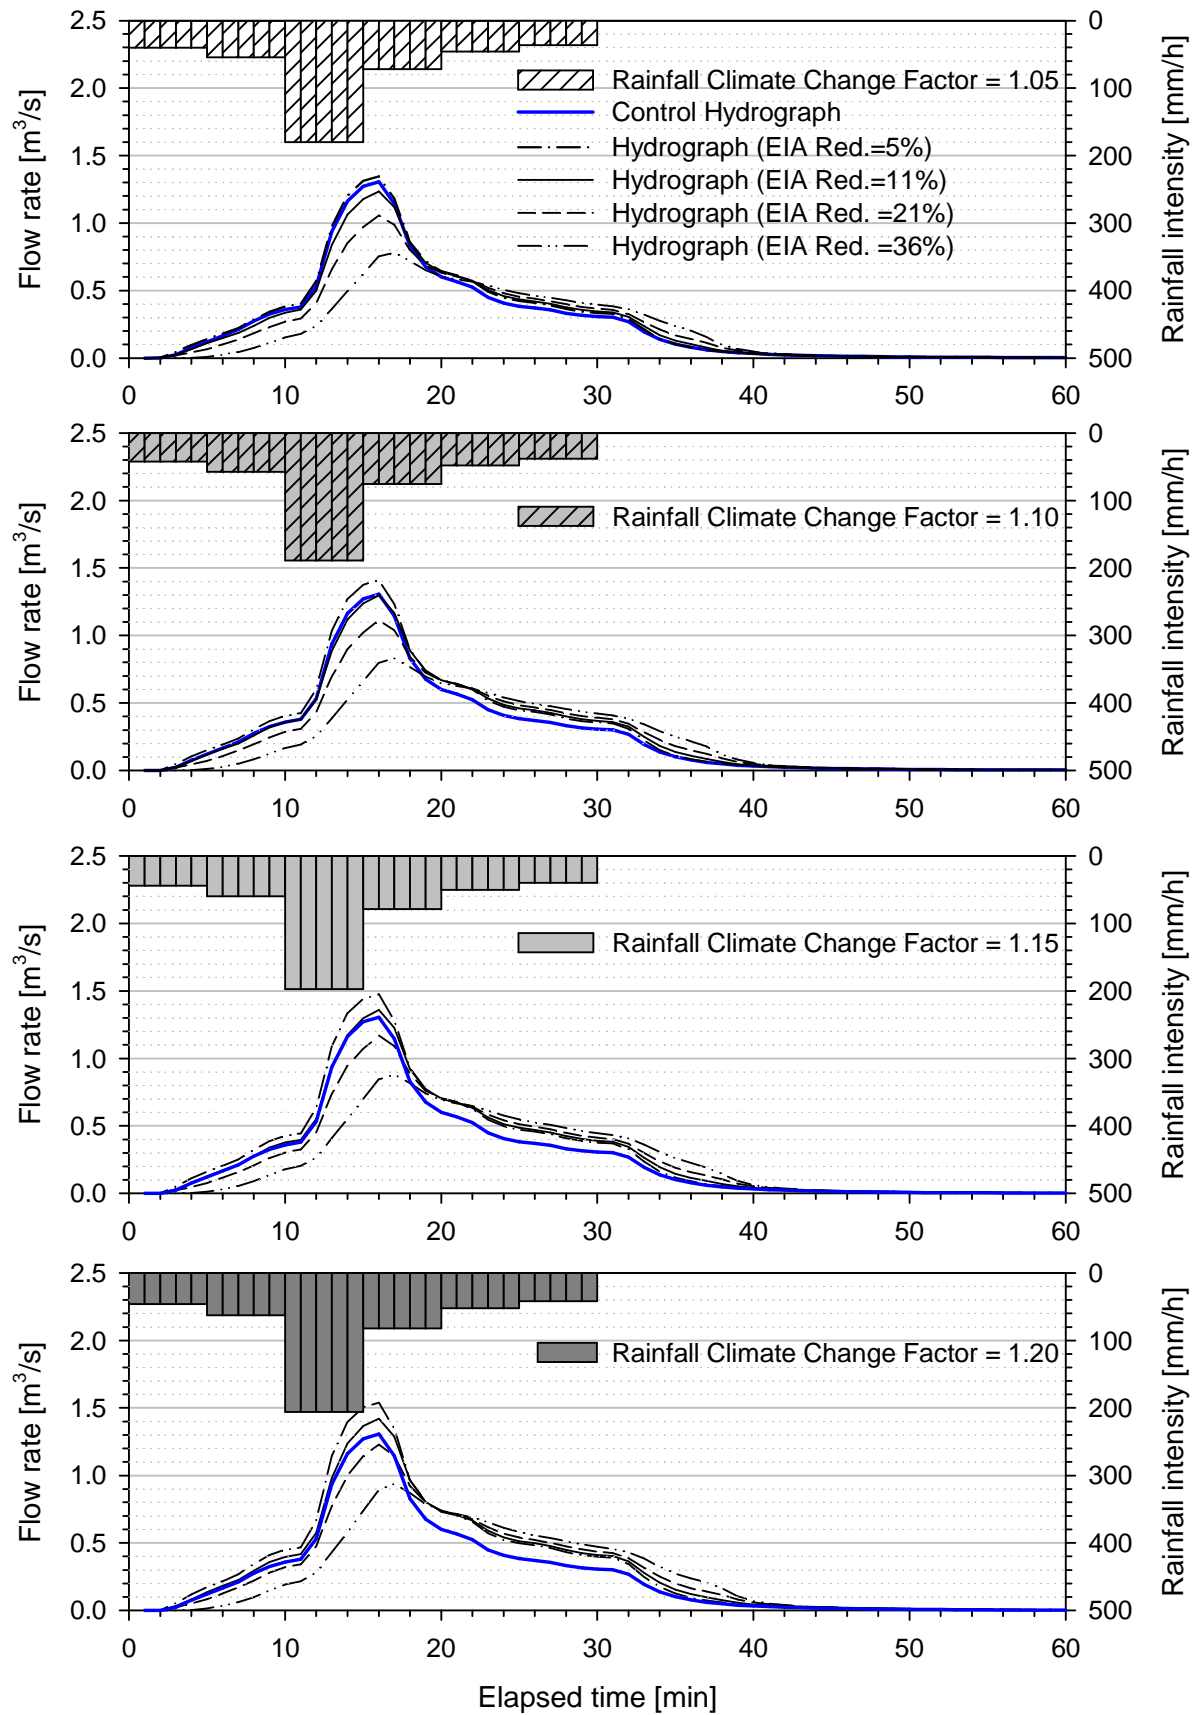 2.5
2.0
1.5
1.0
0.5
0.0
Flow rate [m³/s]
Rainfall Climate Change Factor = 1.05
Control Hydrograph
Hydrograph (EIA Red.=5%)
Hydrograph (EIA Red.=11%)
Hydrograph (EIA Red. =21%)
Hydrograph (EIA Red. =36%)
0
100
200
300
400
500
Rainfall intensity [mm/h]
0 10 20 30 40 50 60
2.5
2.0
1.5
1.0
0.5
0.0
Flow rate [m³/s]
Rainfall Climate Change Factor = 1.10
0
100
200
300
400
500
Rainfall intensity [mm/h]
0 10 20 30 40 50 60
2.5
2.0
1.5
1.0
0.5
0.0
Flow rate [m³/s]
Rainfall Climate Change Factor = 1.15
0
100
200
300
400
500
Rainfall intensity [mm/h]
0 10 20 30 40 50 60
2.5
2.0
1.5
1.0
0.5
0.0
Flow rate [m³/s]
Rainfall Climate Change Factor = 1.20
0
100
200
300
400
500
Rainfall intensity [mm/h]
0 10 20 30 40 50 60
Elapsed time [min]